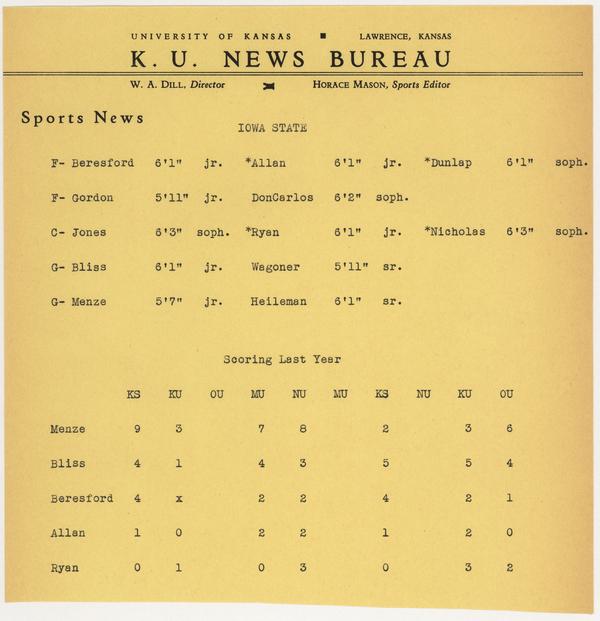 UNIVERSITY OF KANSAS ■ LAWRENCE, KANSAS
K. U. NEWS BUREAU
W. A. DILL, Director HORACE MASON, Sports Editor
Sports News
IOWA STATE
F- Beresford 6'1" jr. *Allan 6'1" jr. *Dunlap 6'1" soph.
F- Gordon 5'11" jr. DonCarlos 6'2" soph.
C- Jones 6'3" soph. *Ryan 6'1" jr. *Nicholas 6'3" soph.
G- Bliss 6'1" jr. Wagoner 5'11" sr.
G- Menze 5'7" jr. Heileman 6'1" sr.
Scoring Last Year
KS KU OU MU NU MU KS NU KU OU
Menze 9 3 7 8 2 3 6
Bliss 4 1 4 3 5 5 4
Beresford 4 x 2 2 4 2 1
Allan 1 0 2 2 1 2 0
Ryan 0 1 0 3 0 3 2